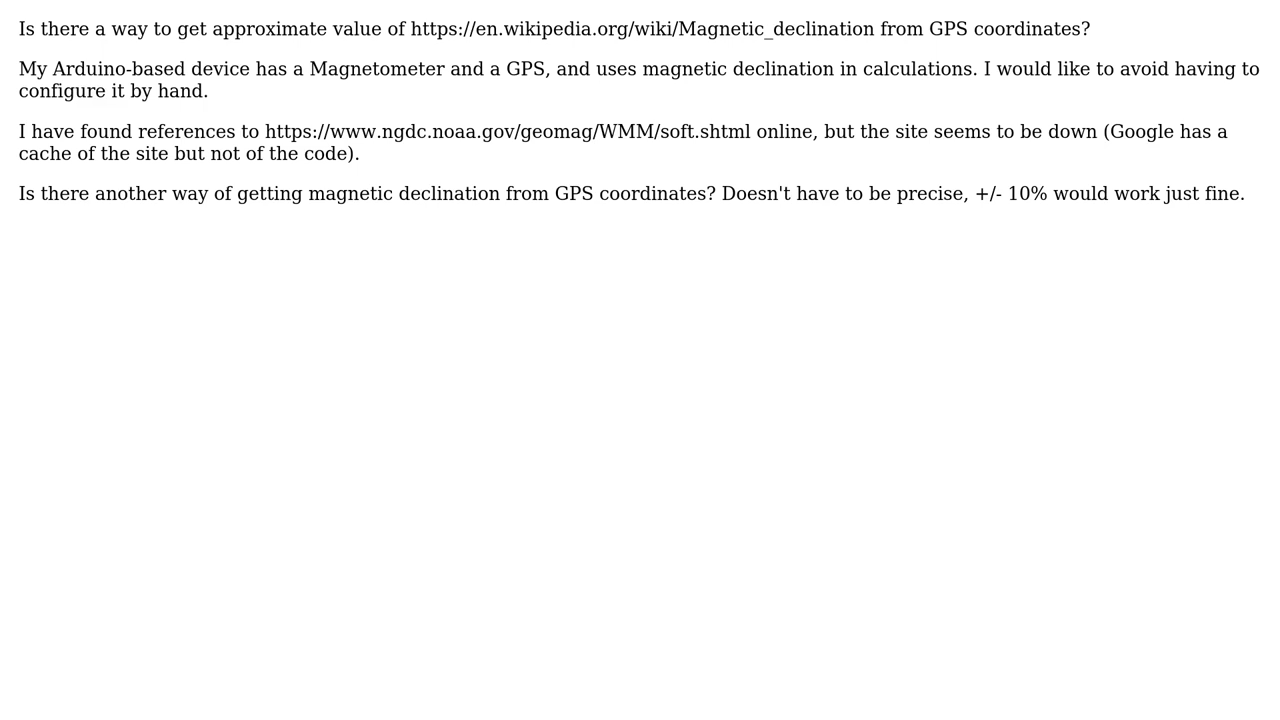 Is there a way to get approximate value of https://en.wikipedia.org/wiki/Magnetic_declination from GPS coordinates?
My Arduino-based device has a Magnetometer and a GPS, and uses magnetic declination in calculations. I would like to avoid having to
configure it by hand.
I have found references to https://www.ngdc.noaa.gov/geomag/WMM/soft.shtml online, but the site seems to be down (Google has a
cache of the site but not of the code).
Is there another way of getting magnetic declination from GPS coordinates? Doesn't have to be precise, +/- 10% would work just fine.